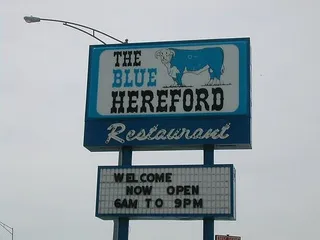 THE
BLUE
HEREFORD
Restaurant
WELCOME
NOW OPEN
6AM TO 9PM